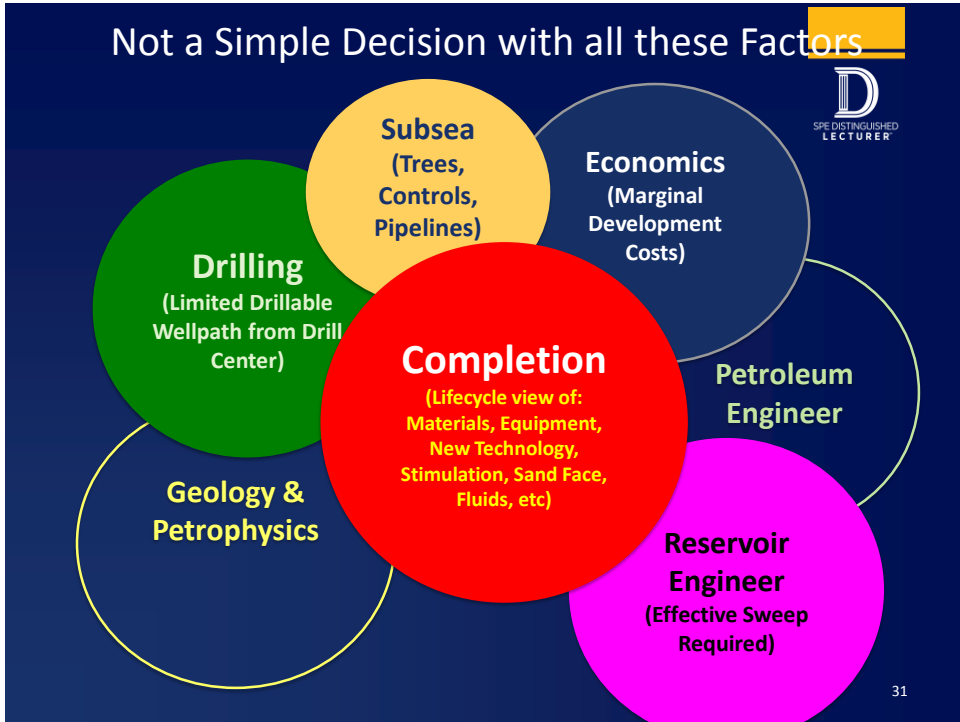 Not a Simple Decision with all these Factors
D
SPE DISTINGUISHED
LECTURER
Subsea
(Trees,
Controls,
Pipelines)
Economics
(Marginal
Development
Costs)
Drilling
(Limited Drillable
Wellpath from Drill
Center)
Completion
(Lifecycle view of:
Materials, Equipment,
New Technology,
Stimulation, Sand Face,
Fluids, etc)
Petroleum
Engineer
Geology &
Petrophysics
Reservoir
Engineer
(Effective Sweep
Required)
31